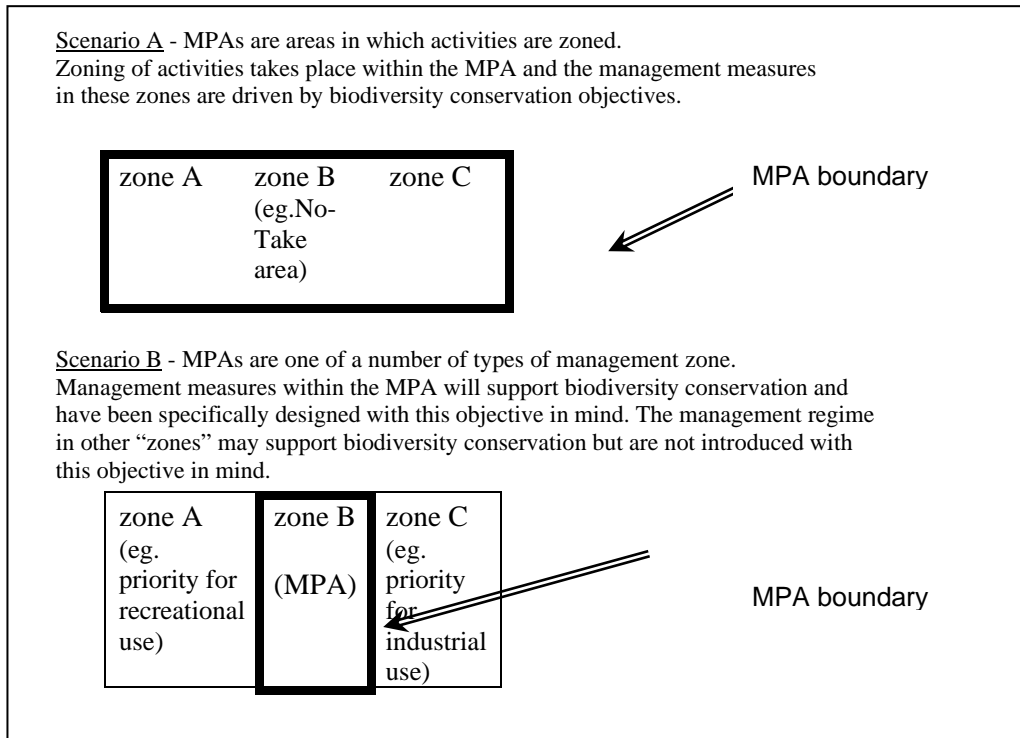 Scenario A - MPAs are areas in which activities are zoned.
Zoning of activities takes place within the MPA and the management measures
in these zones are driven by biodiversity conservation objectives.
zone A
zone B
(eg.No-
Take
area)
zone C
MPA boundary
Scenario B - MPAs are one of a number of types of management zone.
Management measures within the MPA will support biodiversity conservation and
have been specifically designed with this objective in mind. The management regime
in other “zones” may support biodiversity conservation but are not introduced with
this objective in mind.
zone A
(eg.
priority for
recreational
use)
zone B
(MPA)
zone C
(eg.
priority
for
industrial
use)
MPA boundary